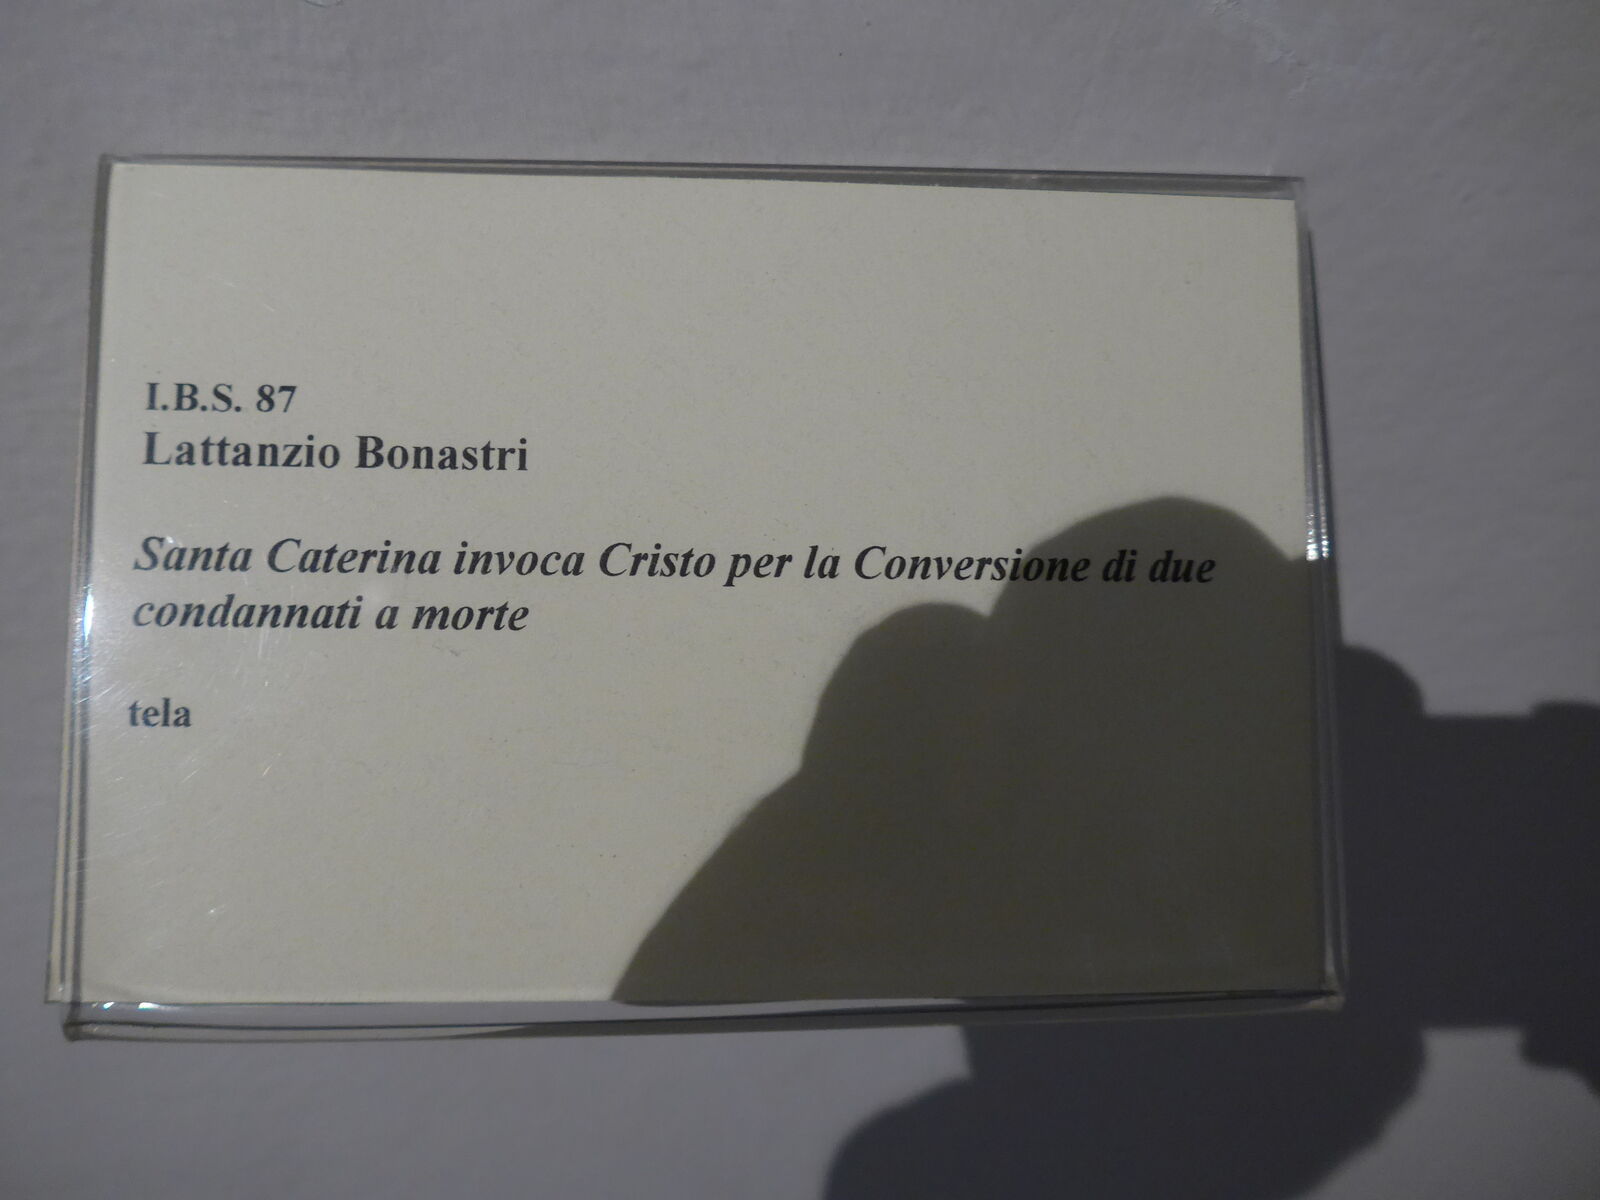 I.B.S. 87
Lattanzio Bonastri
Santa Caterina invoca Cristo per la Conversione di due
condannati a morte
tela